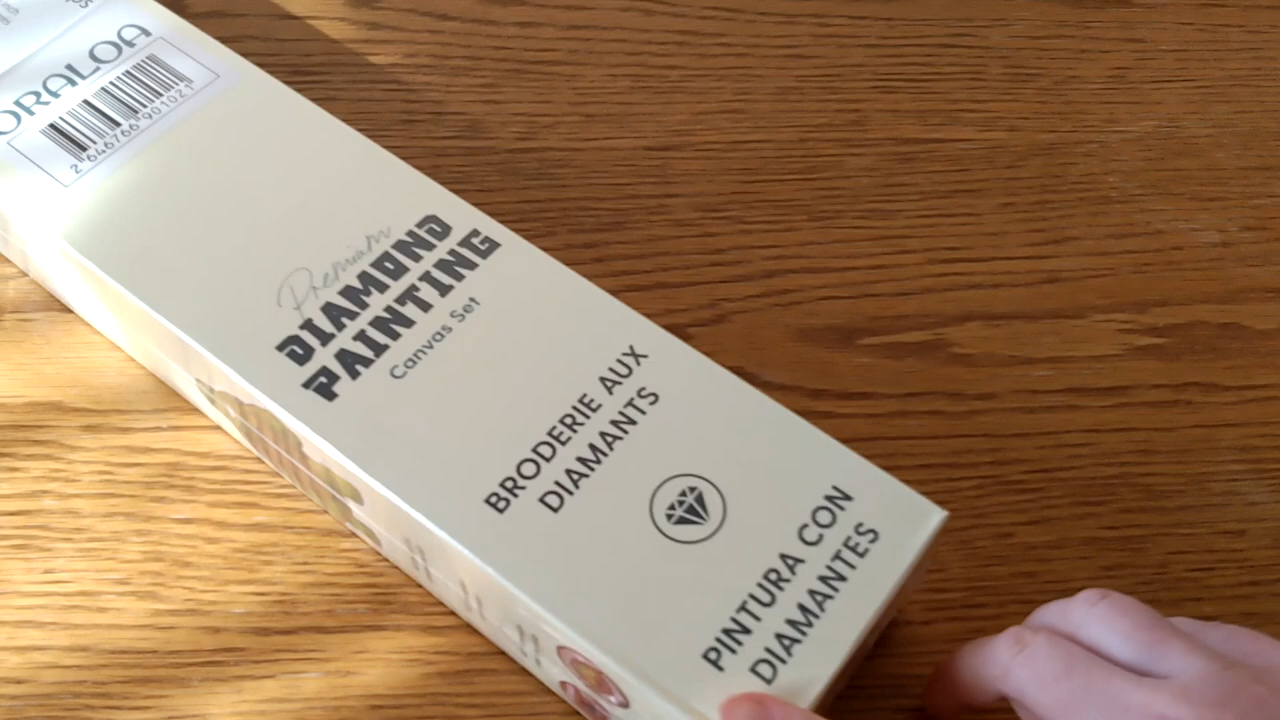 ORALOA
2 646766 901021
Premium
DIAMOND
PAINTING
Canvas Set
BRODERIE AUX
DIAMANTS
PINTURA CON
DIAMANTES